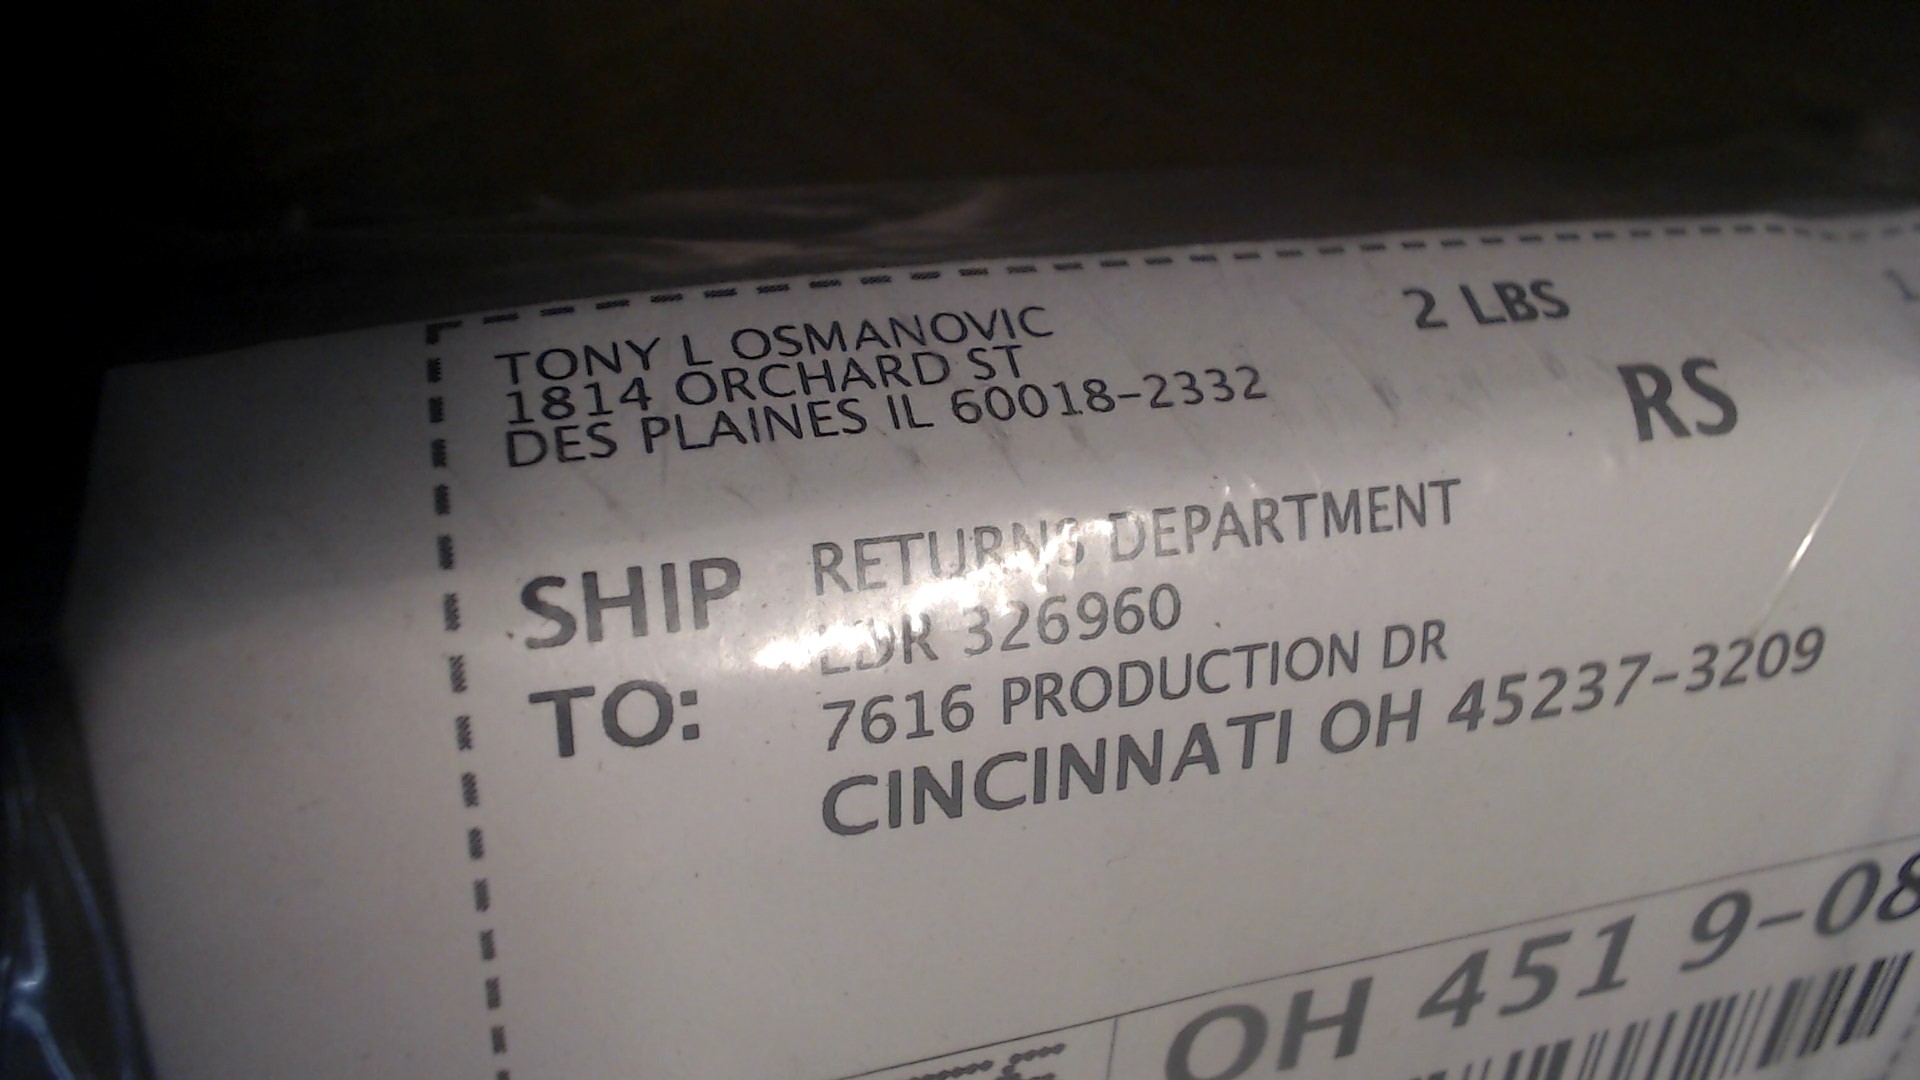 TONY L OSMANOVIC
1814 ORCHARD ST
DES PLAINES IL 60018-2332
2 LBS
RS
SHIP TO:
RETURNS DEPARTMENT
LDR 326960
7616 PRODUCTION DR
CINCINNATI OH 45237-3209
OH 451 9-08